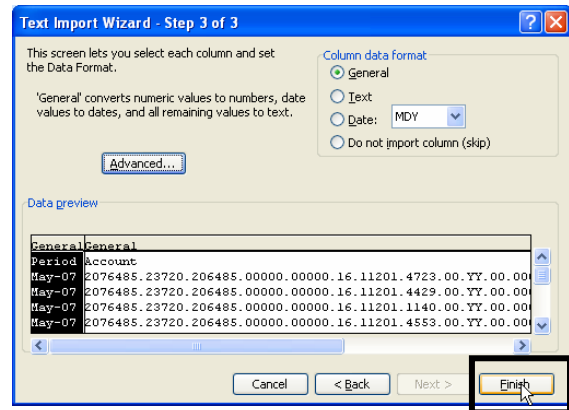 Text Import Wizard - Step 3 of 3
This screen lets you select each column and set
the Data Format.
'General' converts numeric values to numbers, date
values to dates, and all remaining values to text.
Advanced...
Column data format
General
Text
Date: MDY
Do not import column (skip)
Data preview
General General
Period Account
May-07 2076485.23720.206485.00000.00000.16.11201.4723.00.YY.00.00
May-07 2076485.23720.206485.00000.00000.16.11201.4429.00.YY.00.00
May-07 2076485.23720.206485.00000.00000.16.11201.1140.00.YY.00.00
May-07 2076485.23720.206485.00000.00000.16.11201.4553.00.YY.00.00
Cancel < Back Next > Finish